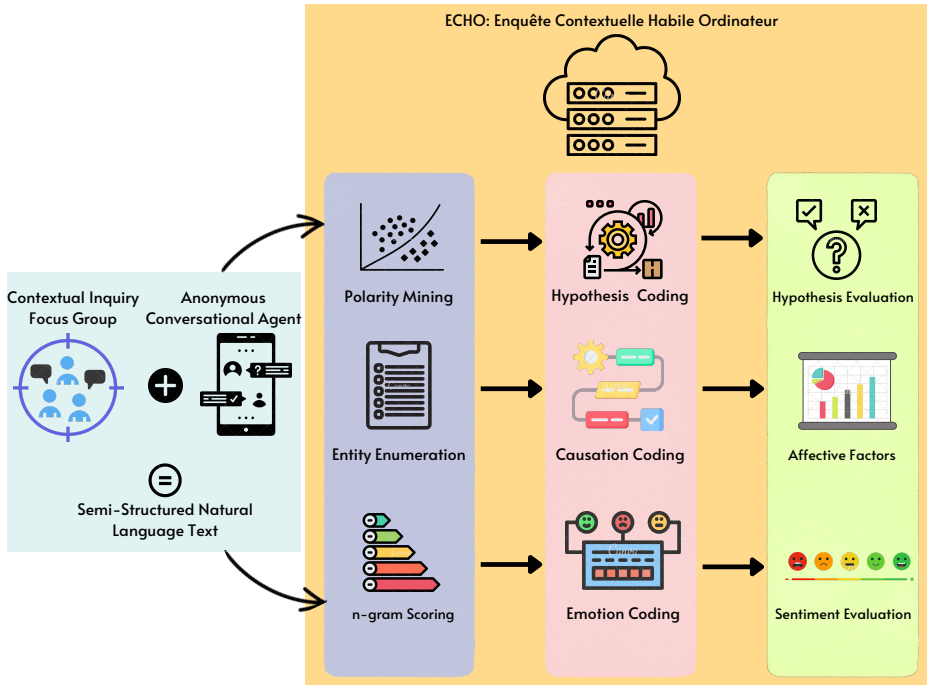 ECHO: Enquête Contextuelle Habile Ordinateur
Contextual Inquiry
Focus Group
Anonymous
Conversational Agent
Semi-Structured Natural
Language Text
Polarity Mining
Hypothesis Coding
Hypothesis Evaluation
Entity Enumeration
Causation Coding
Affective Factors
n-gram Scoring
Emotion Coding
Sentiment Evaluation